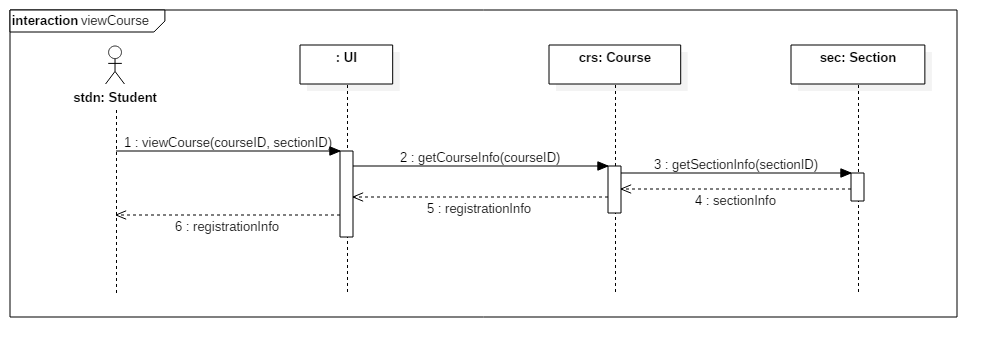 interaction viewCourse
: UI
crs: Course
sec: Section
stdn: Student
1 : viewCourse(courseID, sectionID)
2 : getCourseInfo(courseID)
3 : getSectionInfo(sectionID)
4 : sectionInfo
5 : registrationInfo
6 : registrationInfo